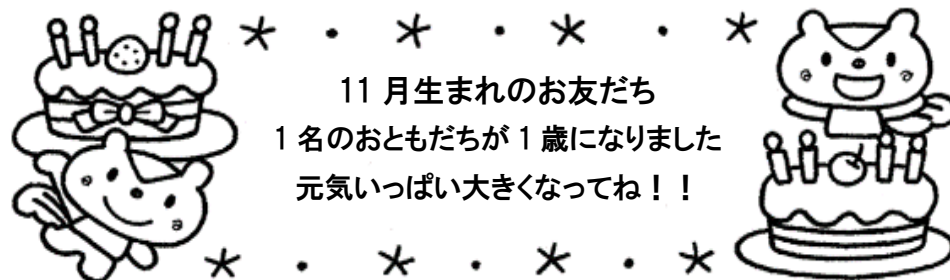 11 月生まれのお友だち
1 名のおともだちが 1 歳になりました
元気いっぱい大きくなってね！！